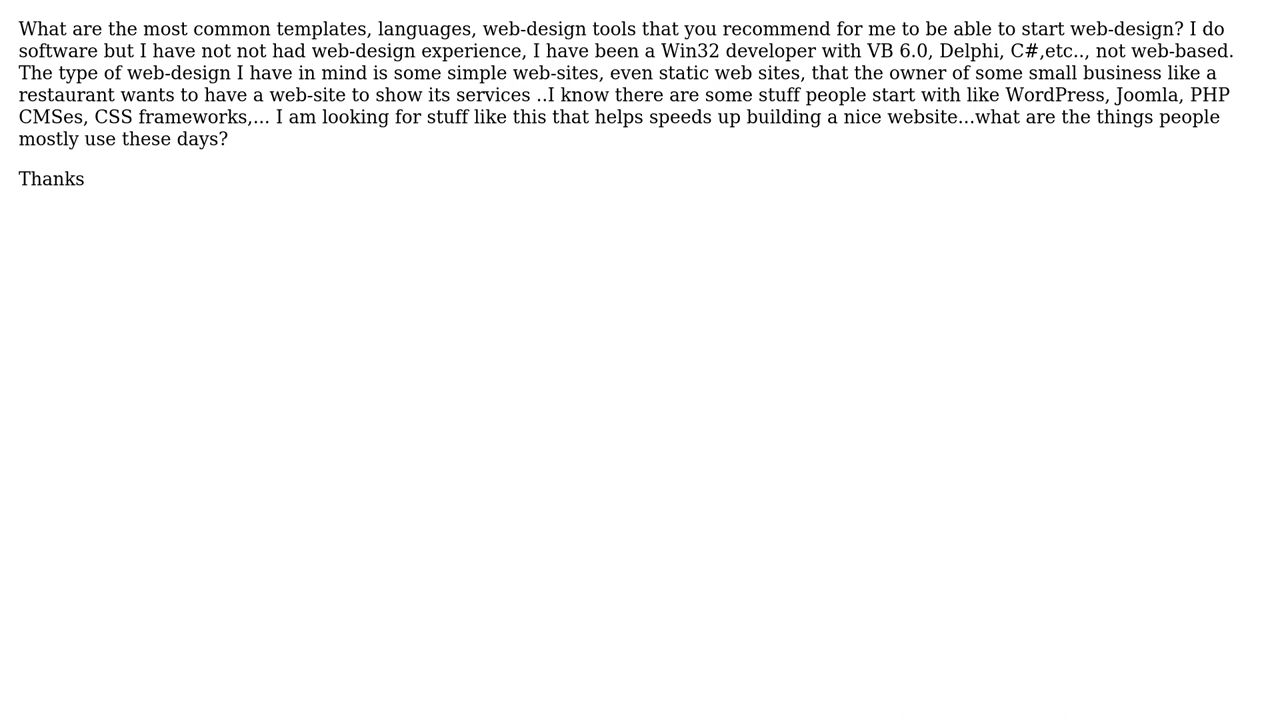 What are the most common templates, languages, web-design tools that you recommend for me to be able to start web-design? I do
software but I have not not had web-design experience, I have been a Win32 developer with VB 6.0, Delphi, C#,etc.., not web-based.
The type of web-design I have in mind is some simple web-sites, even static web sites, that the owner of some small business like a
restaurant wants to have a web-site to show its services ..I know there are some stuff people start with like WordPress, Joomla, PHP
CMSes, CSS frameworks,... I am looking for stuff like this that helps speeds up building a nice website...what are the things people
mostly use these days?
Thanks